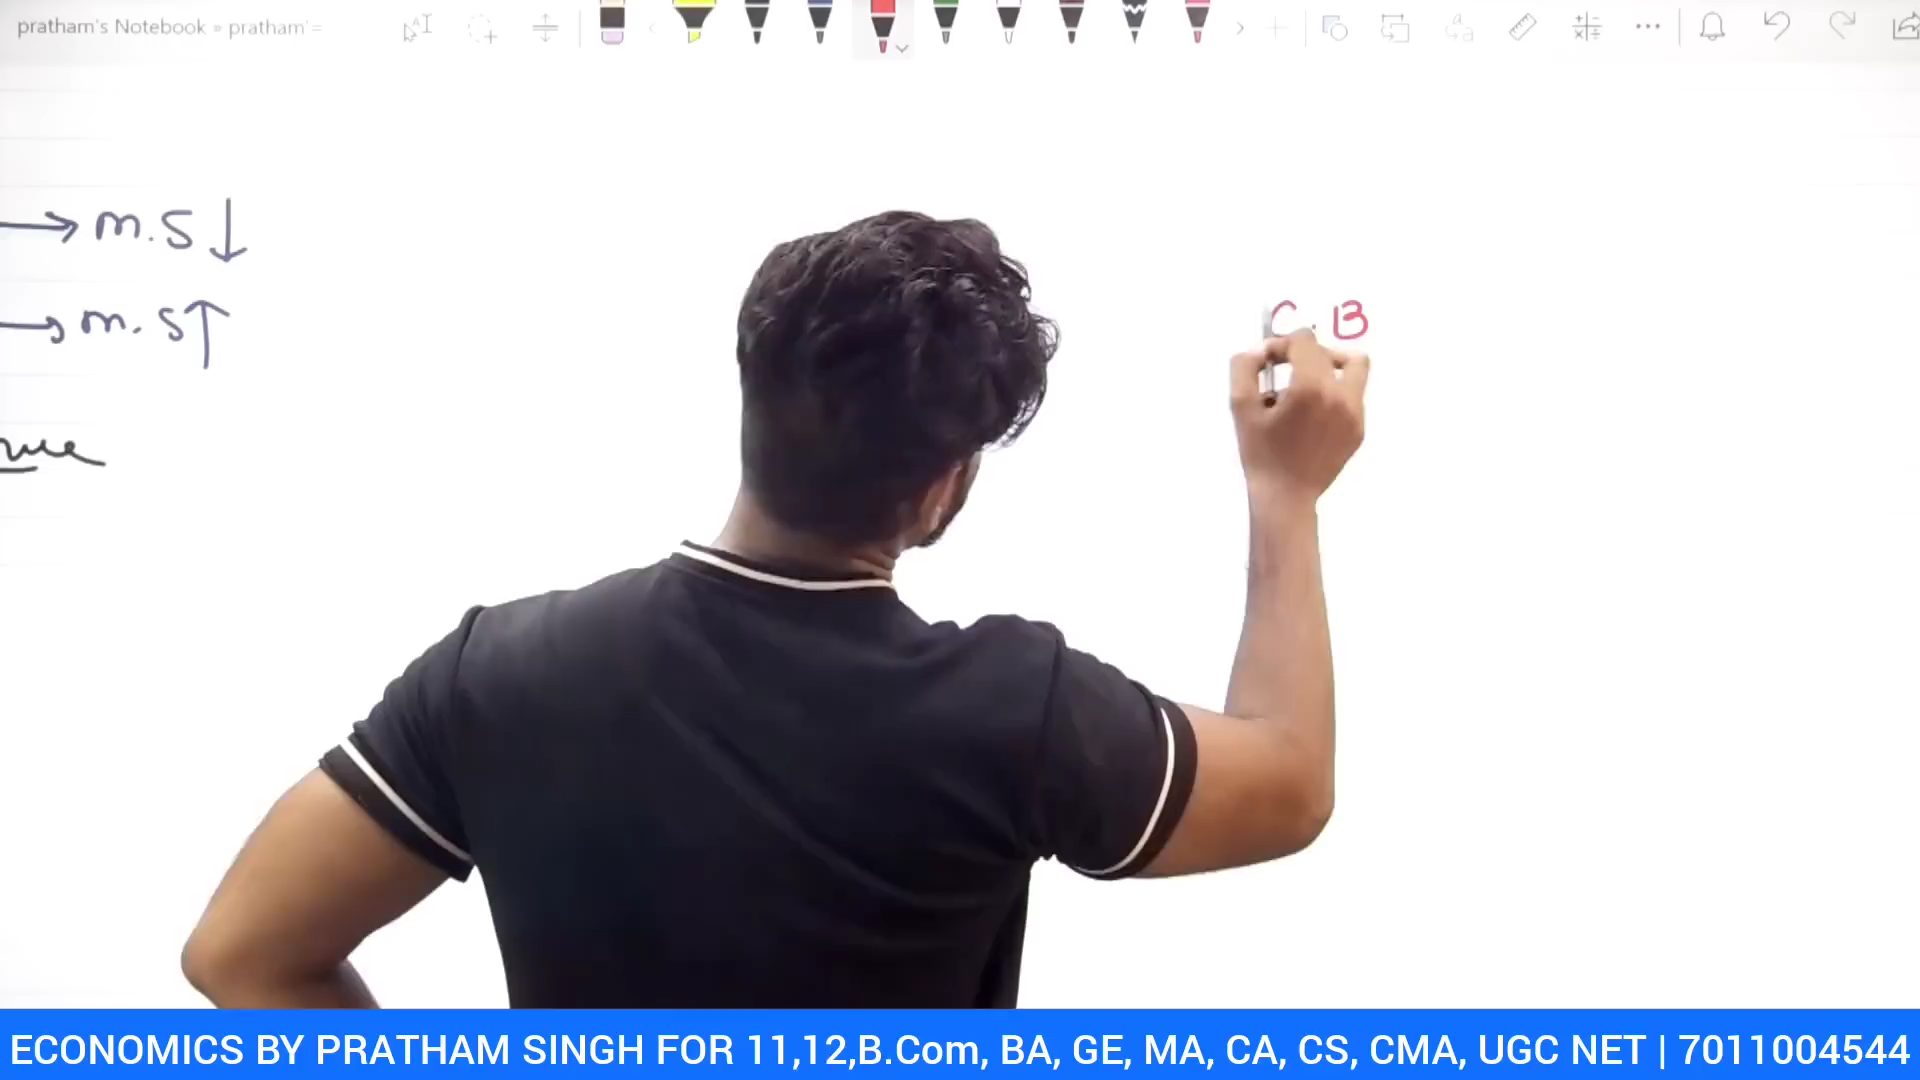 pratham's Notebook » pratham'
→ m.S ↓
→ m.S ↑
C.B
ECONOMICS BY PRATHAM SINGH FOR 11,12,B.Com, BA, GE, MA, CA, CS, CMA, UGC NET | 7011004544